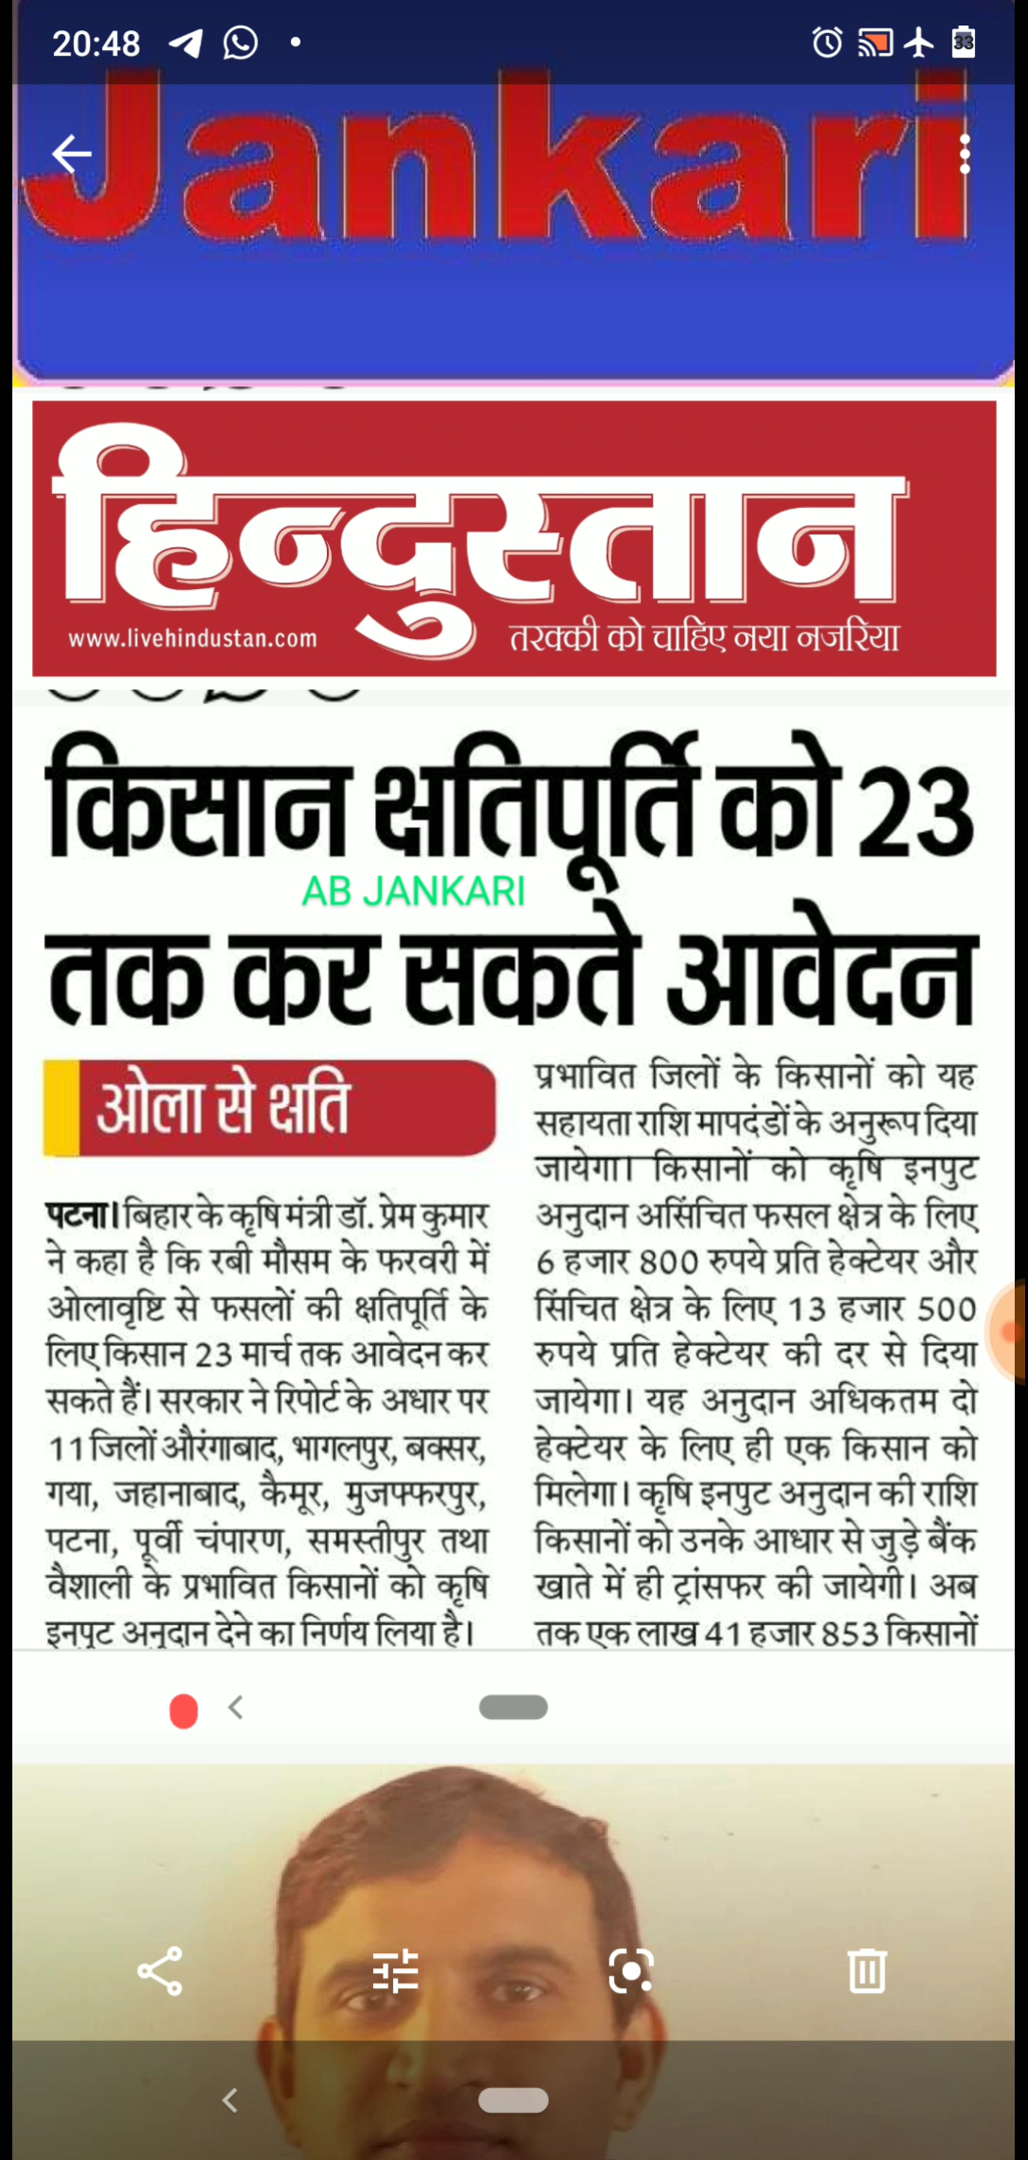 20:48
33
Jankari
हिन्दुस्तान
www.livehindustan.com
तरक्की को चाहिए नया नजरिया
किसान क्षतिपूर्ति को 23
AB JANKARI
तक कर सकते आवेदन
ओला से क्षति
पटना। बिहार के कृषि मंत्री डॉ. प्रेम कुमार
ने कहा है कि रबी मौसम के फरवरी में
ओलावृष्टि से फसलों की क्षतिपूर्ति के
लिए किसान 23 मार्च तक आवेदन कर
सकते हैं। सरकार ने रिपोर्ट के अधार पर
11 जिलों औरंगाबाद, भागलपुर, बक्सर,
गया, जहानाबाद, कैमूर, मुजफ्फरपुर,
पटना, पूर्वी चंपारण, समस्तीपुर तथा
वैशाली के प्रभावित किसानों को कृषि
इनपुट अनुदान देने का निर्णय लिया है।
प्रभावित जिलों के किसानों को यह
सहायता राशि मापदंडों के अनुरूप दिया
जायेगा। किसानों को कृषि इनपुट
अनुदान असिंचित फसल क्षेत्र के लिए
6 हजार 800 रुपये प्रति हेक्टेयर और
सिंचित क्षेत्र के लिए 13 हजार 500
रुपये प्रति हेक्टेयर की दर से दिया
जायेगा। यह अनुदान अधिकतम दो
हेक्टेयर के लिए ही एक किसान को
मिलेगा। कृषि इनपुट अनुदान की राशि
किसानों को उनके आधार से जुड़े बैंक
खाते में ही ट्रांसफर की जायेगी। अब
तक एक लाख 41 हजार 853 किसानों